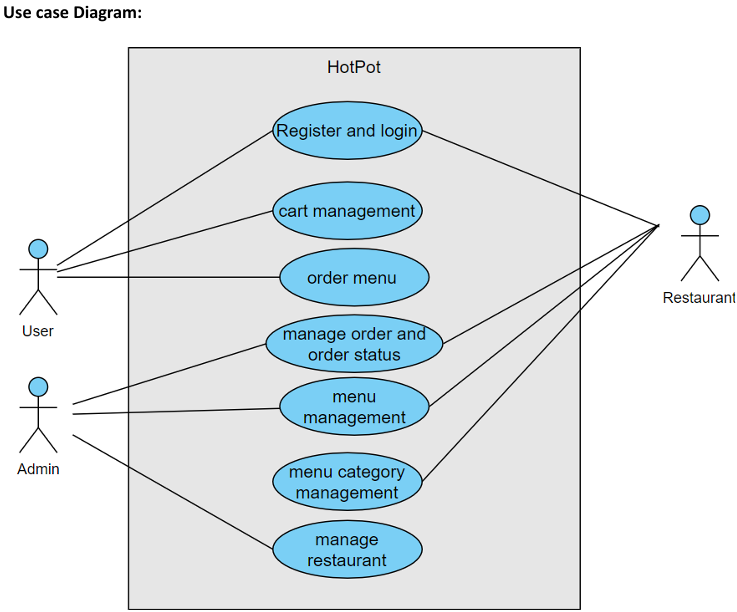 Use case Diagram:
HotPot
Register and login
cart management
order menu
manage order and
order status
menu
management
menu category
management
manage
restaurant
User
Admin
Restaurant